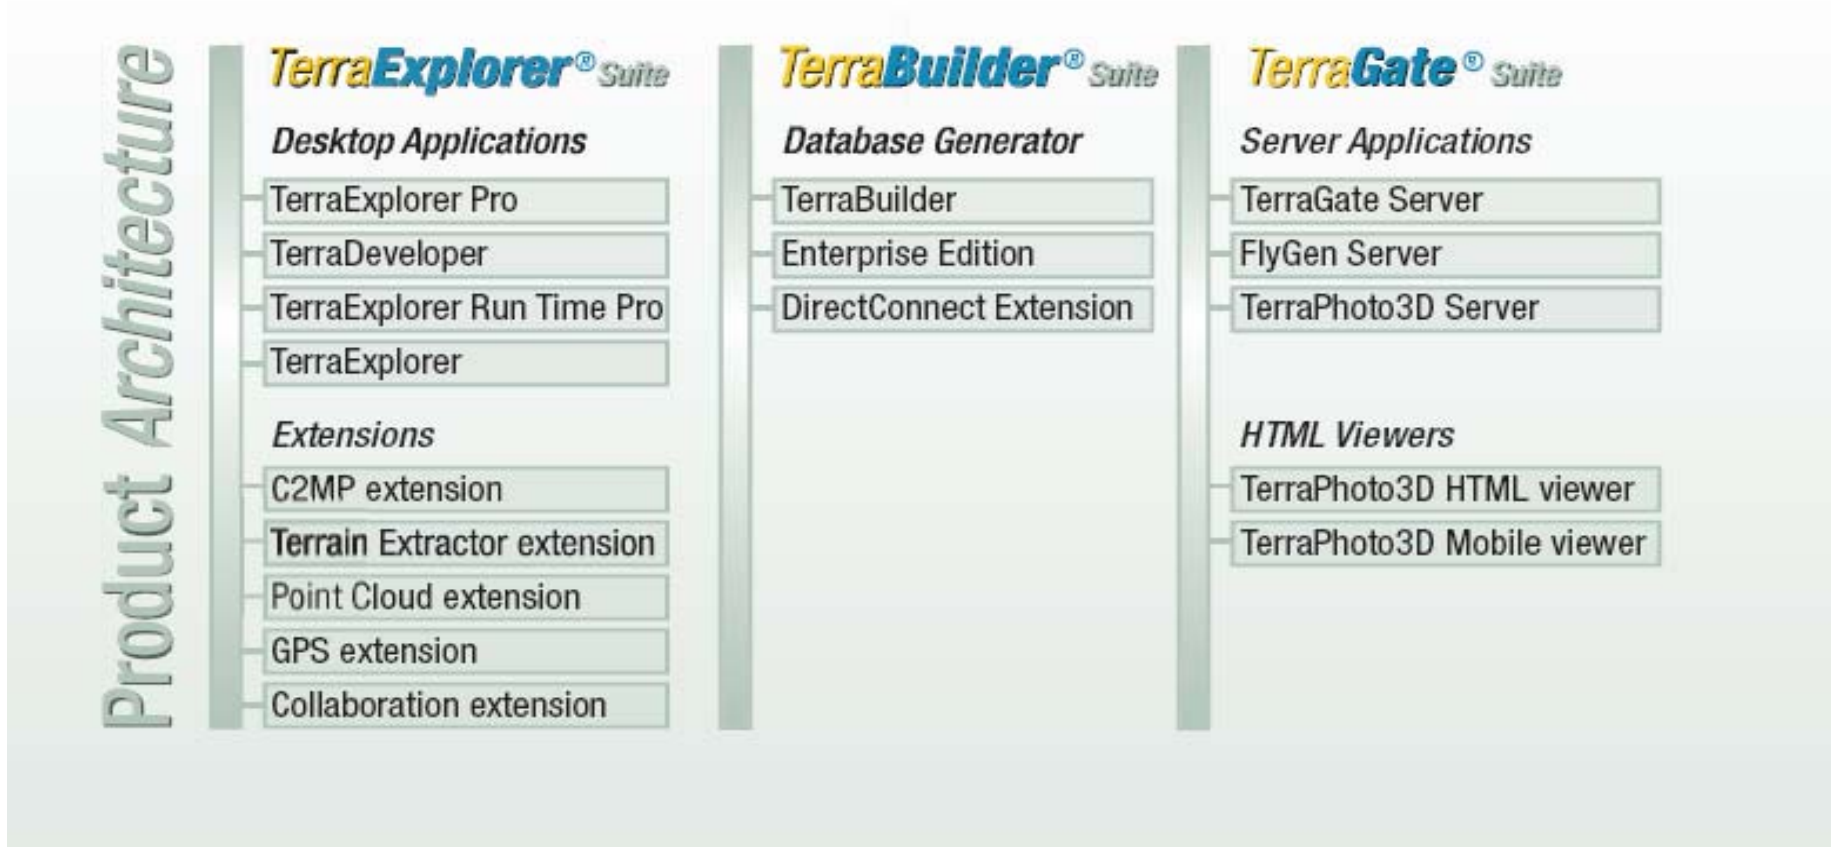 Product Architecture
TerraExplorer® Suite
Desktop Applications
TerraExplorer Pro
TerraDeveloper
TerraExplorer Run Time Pro
TerraExplorer
Extensions
C2MP extension
Terrain Extractor extension
Point Cloud extension
GPS extension
Collaboration extension
TerraBuilder® Suite
Database Generator
TerraBuilder
Enterprise Edition
DirectConnect Extension
TerraGate® Suite
Server Applications
TerraGate Server
FlyGen Server
TerraPhoto3D Server
HTML Viewers
TerraPhoto3D HTML viewer
TerraPhoto3D Mobile viewer